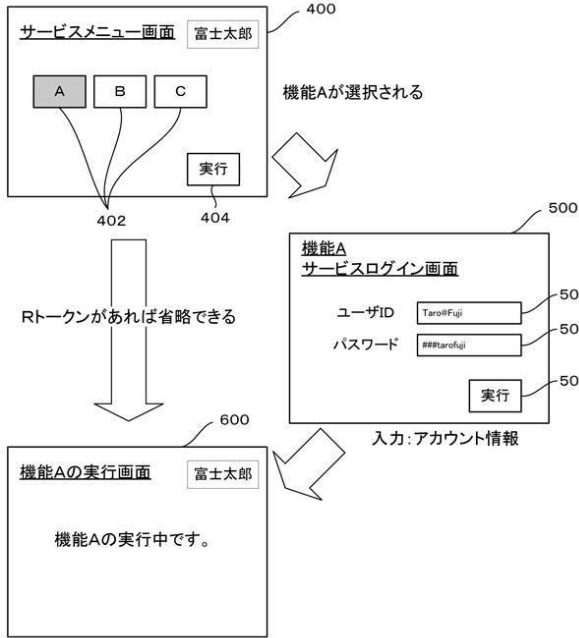 400
サービスメニュー画面
富士太郎
A
B
C
機能Aが選択される
実行
402
404
500
機能A
サービスログイン画面
ユーザID
Taro@Fuji
50
パスワード
###tarofuji
50
実行
50
入力：アカウント情報
Rトークンがあれば省略できる
600
機能Aの実行画面
富士太郎
機能Aの実行中です。